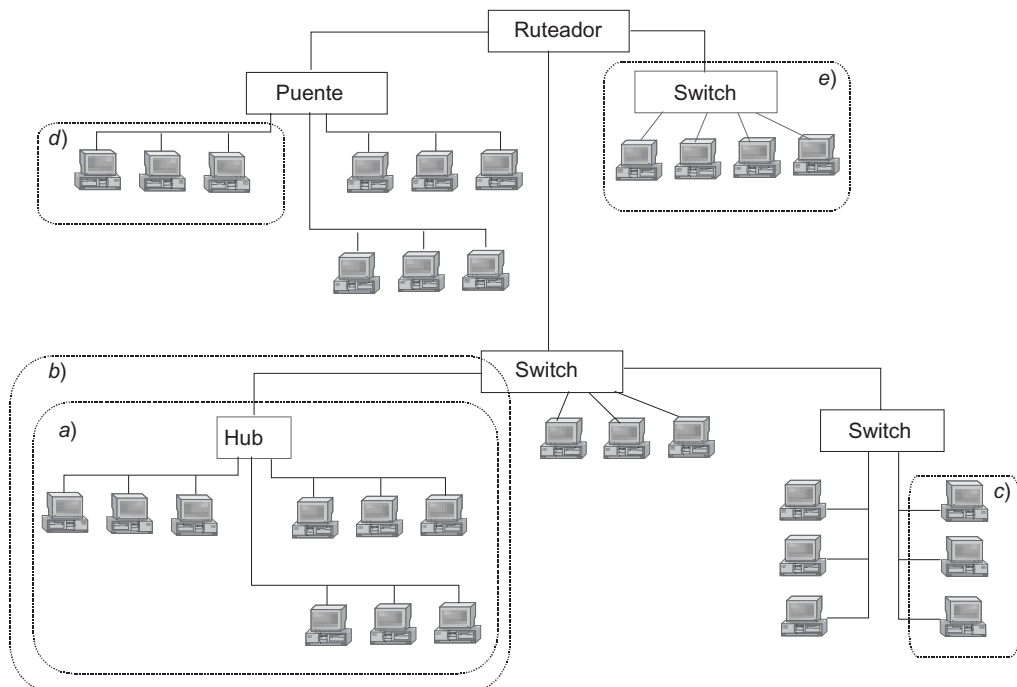 Ruteador
Puente
Switch
e)
d)
Switch
b)
a)
Hub
Switch
c)